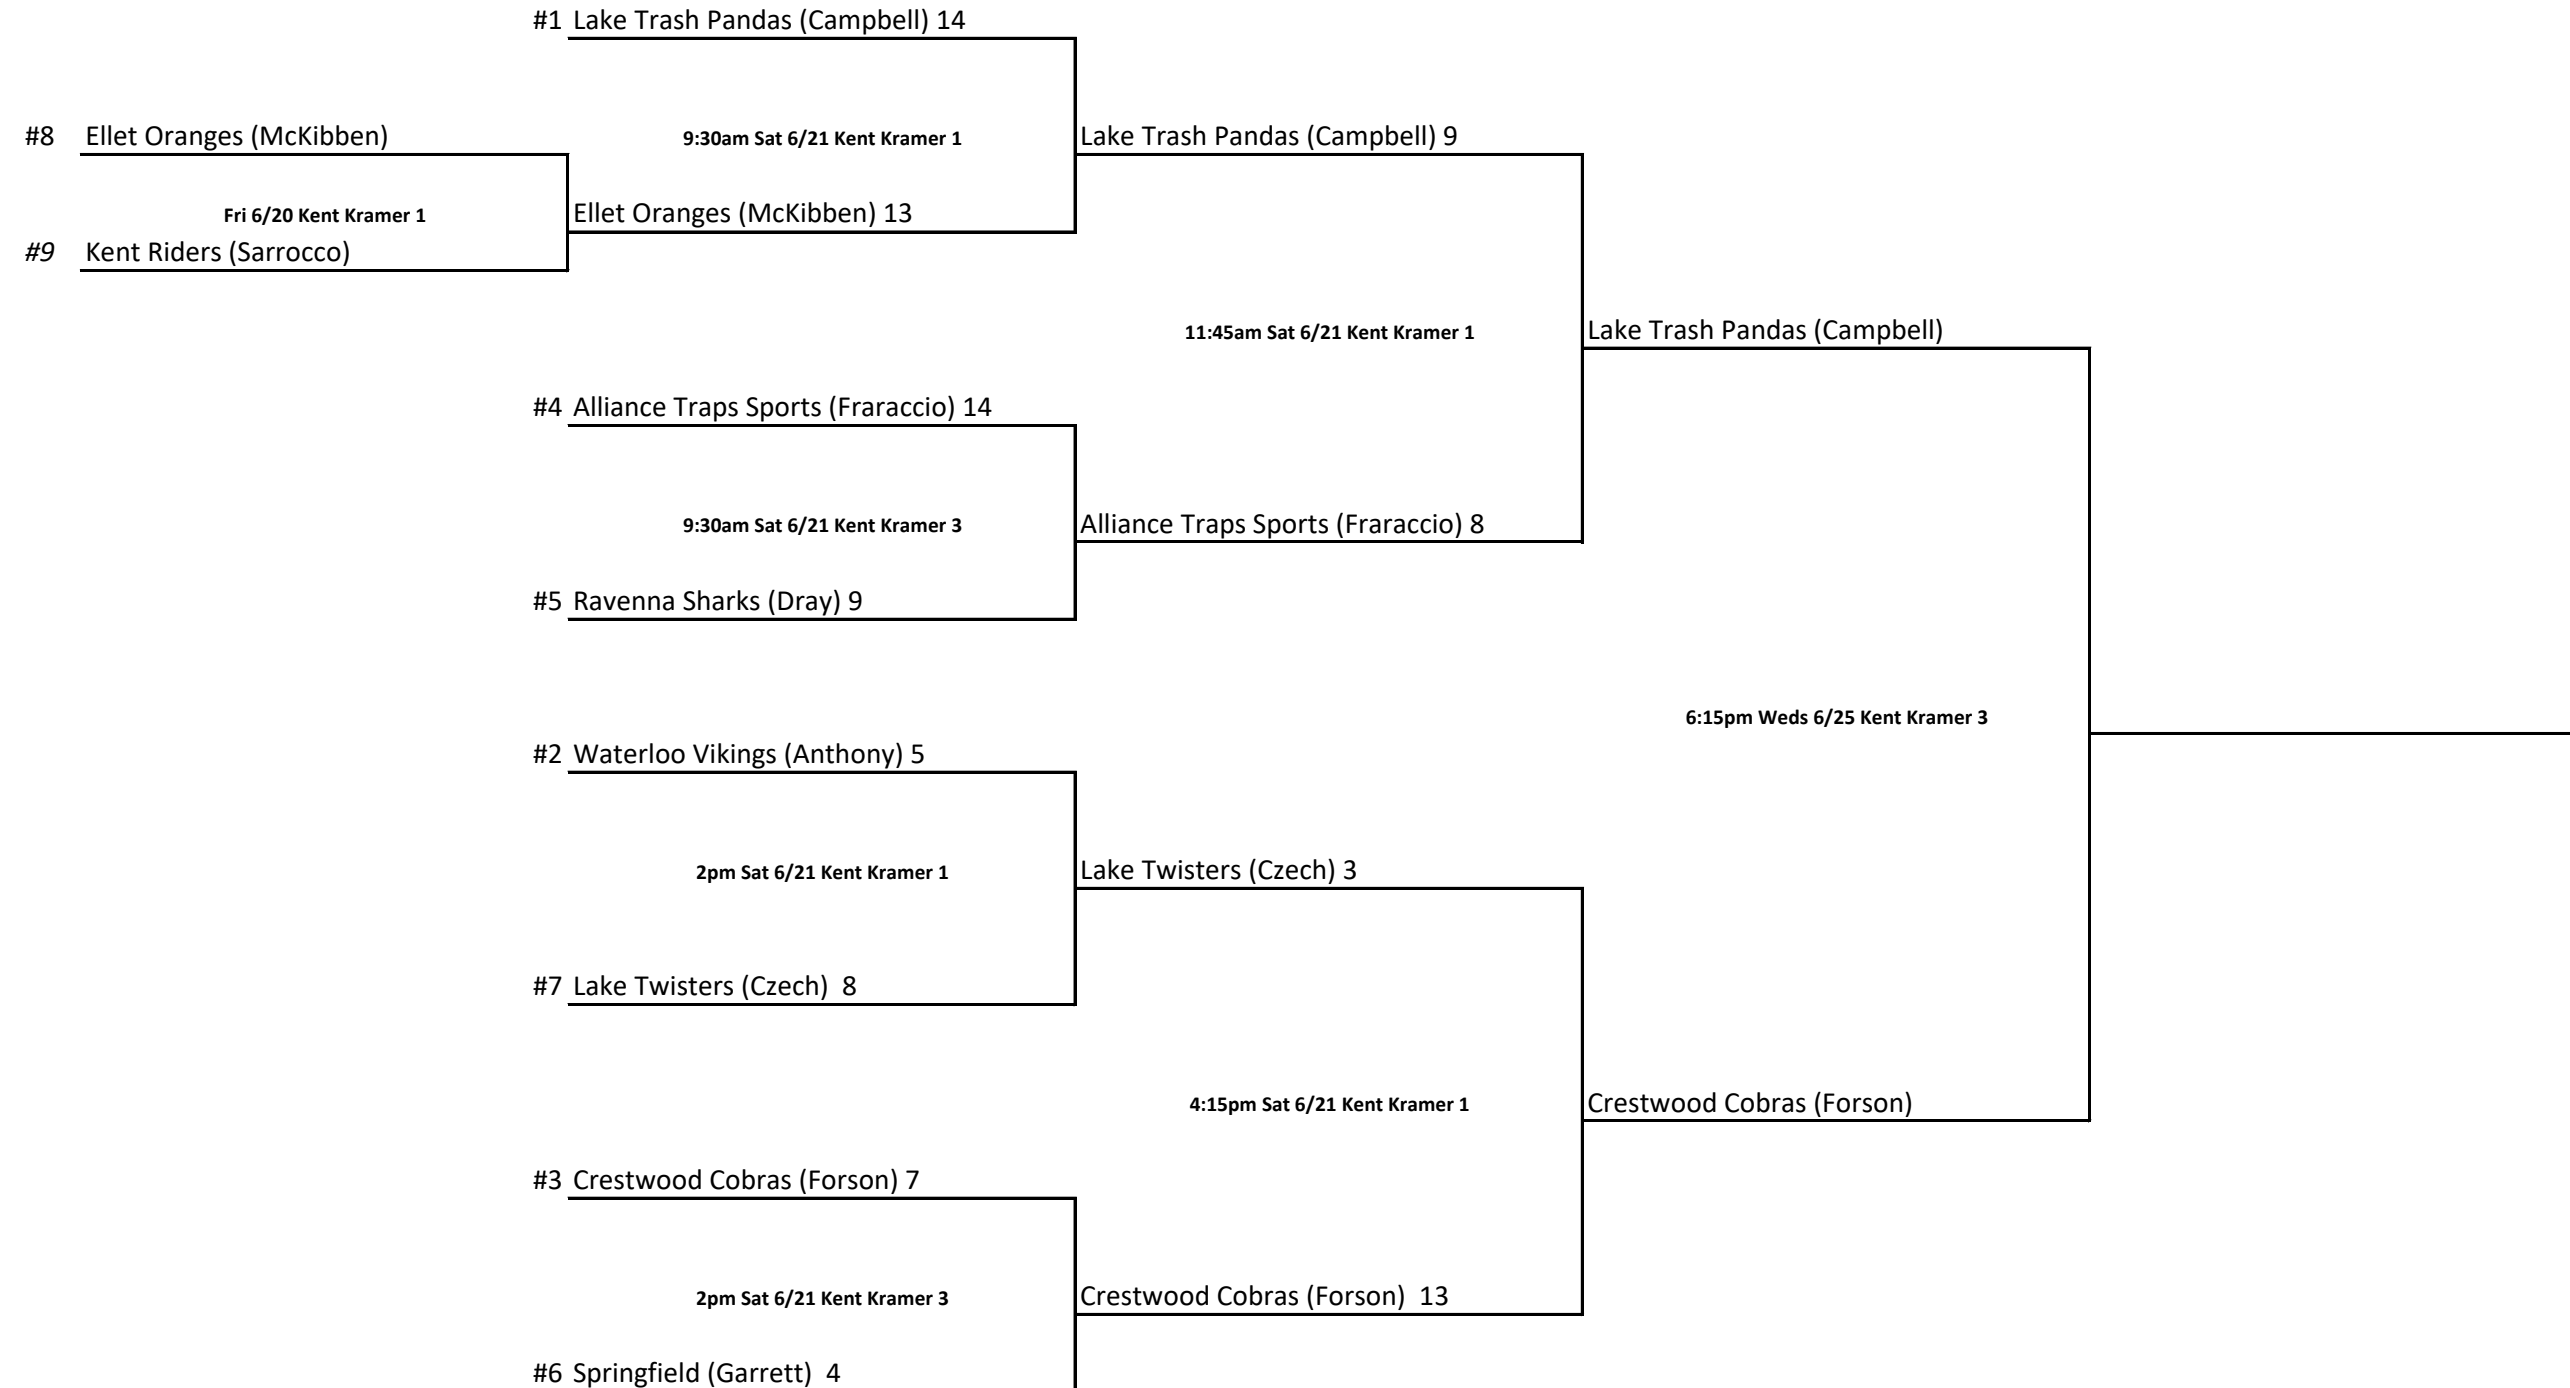 #1 Lake Trash Pandas (Campbell) 14
#8 Ellet Oranges (McKibben)
9:30am Sat 6/21 Kent Kramer 1
Lake Trash Pandas (Campbell) 9
Fri 6/20 Kent Kramer 1
Ellet Oranges (McKibben) 13
#9 Kent Riders (Sarrocco)
11:45am Sat 6/21 Kent Kramer 1
Lake Trash Pandas (Campbell)
#4 Alliance Traps Sports (Fraraccio) 14
9:30am Sat 6/21 Kent Kramer 3
Alliance Traps Sports (Fraraccio) 8
#5 Ravenna Sharks (Dray) 9
6:15pm Weds 6/25 Kent Kramer 3
#2 Waterloo Vikings (Anthony) 5
2pm Sat 6/21 Kent Kramer 1
Lake Twisters (Czech) 3
#7 Lake Twisters (Czech)  8
4:15pm Sat 6/21 Kent Kramer 1
Crestwood Cobras (Forson)
#3 Crestwood Cobras (Forson) 7
2pm Sat 6/21 Kent Kramer 3
Crestwood Cobras (Forson)  13
#6 Springfield (Garrett)  4